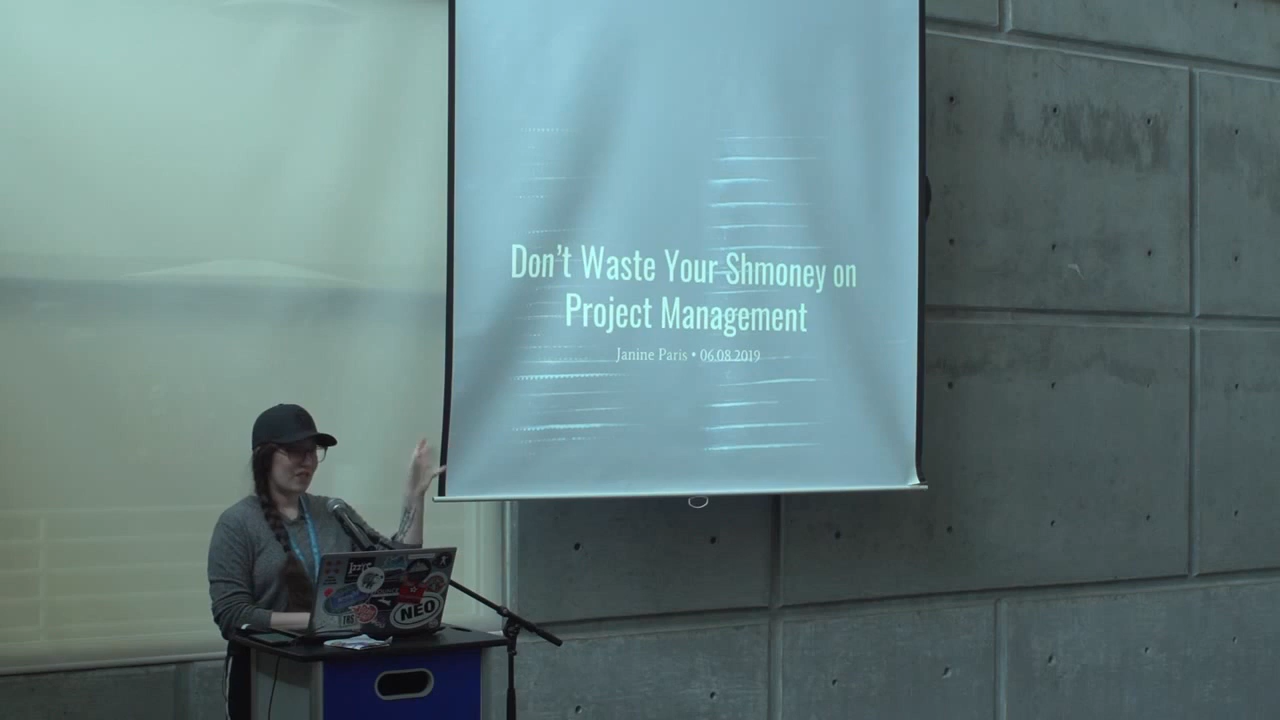 Don't Waste Your Shmoney on
Project Management
Janine Paris • 06.08.2019
NEO